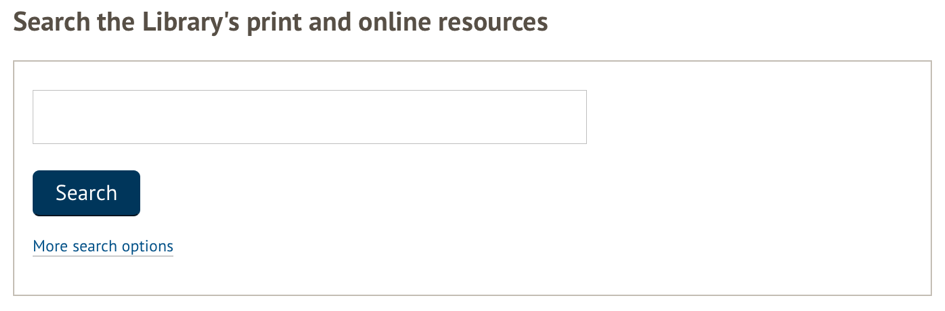 Search the Library's print and online resources
Search
More search options